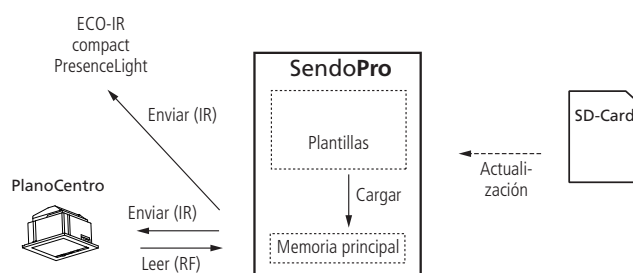 ECO-IR
compact
PresenceLight
Enviar (IR)
SendoPro
Plantillas
Cargar
Memoria principal
SD-Card
Actuali-
zación
PlanoCentro
Enviar (IR)
Leer (RF)